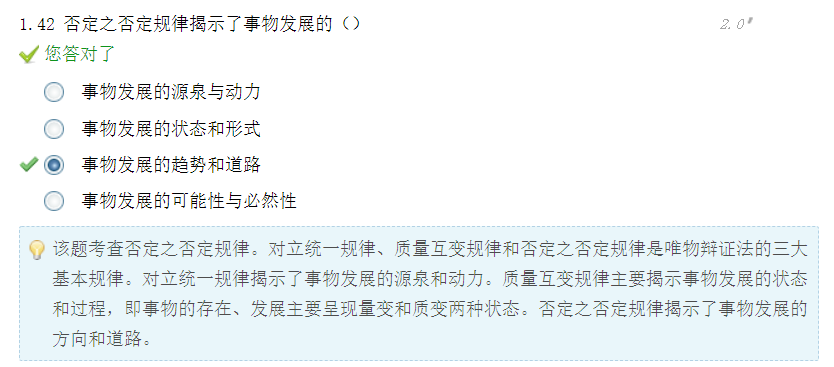 1.42 否定之否定规律揭示了事物发展的（） 2.0
您答对了
事物发展的源泉与动力
事物发展的状态和形式
事物发展的趋势和道路
事物发展的可能性与必然性
该题考查否定之否定规律。对立统一规律、质量互变规律和否定之否定规律是唯物辩证法的三大
基本规律。对立统一规律揭示了事物发展的源泉和动力。质量互变规律主要揭示事物发展的状态
和过程，即事物的存在、发展主要呈现量变和质变两种状态。否定之否定规律揭示了事物发展的
方向和道路。